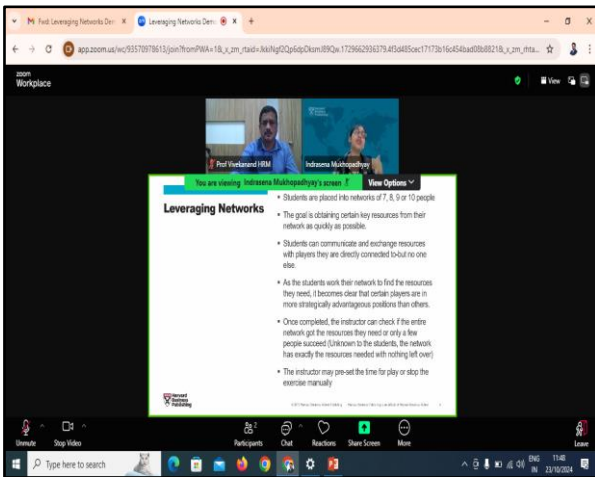 Fwd: Leveraging Networks Der
Leveraging Networks Dem
app.zoom.us/wc/93570978613/join?fromPWA=1&_x_zm_rtaid=
zoom
Workplace
View
Prof Vivekanand HRM
Indrasena Mukhopadhyay
You are viewing Indrasena Mukhopadhyay's screen
View Options
Leveraging Networks
• Students are placed into networks of 7, 8, 9 or 10 people
• The goal is obtaining certain key resources from their
network as quickly as possible.
• Students can communicate and exchange resources
with players they are directly connected to-but no one
else.
• As the students work their network to find the resources
they need, it becomes clear that certain players are in
more strategically advantageous positions than others.
• Once completed, the instructor can check if the entire
network got the resources they need or only a few
people succeed (Unknown to the students, the network
has exactly the resources needed with nothing left over)
• The instructor may pre-set the time for play or stop the
exercise manually
Harvard
Business
Publishing
Unmute
Stop Video
2
Participants
Chat
Reactions
Share Screen
More
Leave
Type here to search
ENG
IN
11:48
23/10/2024